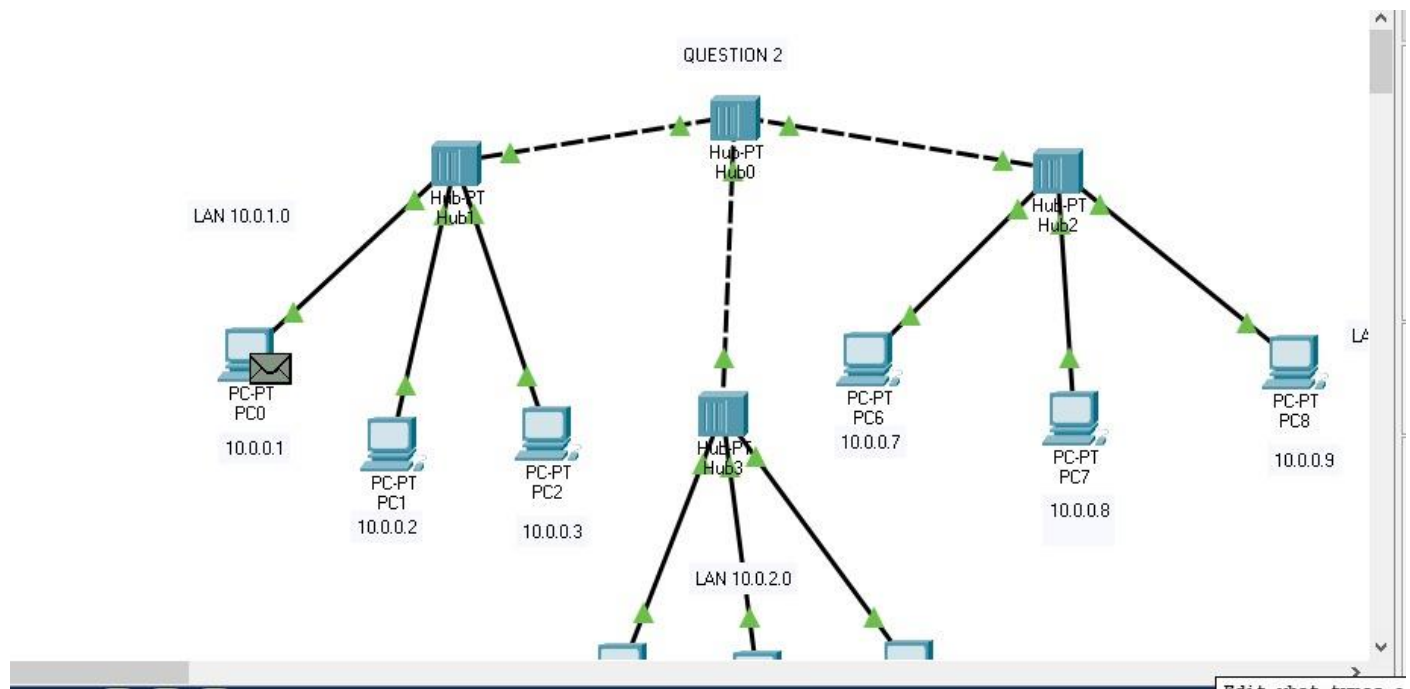 QUESTION 2
Hub-PT
Hub0
Hub-PT
Hub1
Hub-PT
Hub2
LAN 10.0.1.0
PC-PT
PC0
10.0.0.1
PC-PT
PC1
10.0.0.2
PC-PT
PC2
10.0.0.3
Hub-PT
Hub3
LAN 10.0.2.0
PC-PT
PC6
10.0.0.7
PC-PT
PC7
10.0.0.8
PC-PT
PC8
10.0.0.9
LA